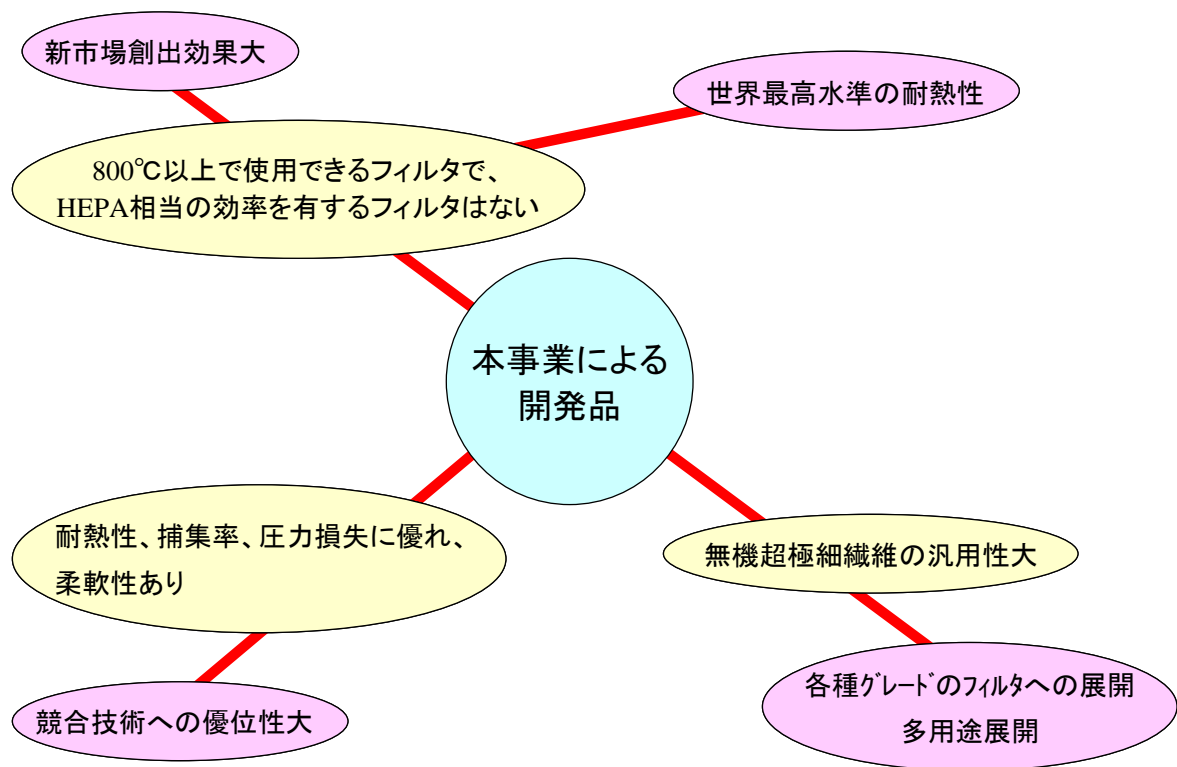 新市場創出効果大
世界最高水準の耐熱性
800℃以上で使用できるフィルタで、
HEPA相当の効率を有するフィルタはない
本事業による
開発品
耐熱性、捕集率、圧力損失に優れ、
柔軟性あり
無機超極細繊維の汎用性大
競合技術への優位性大
各種ｸﾞﾚｰﾄﾞのﾌｨﾙﾀへの展開
多用途展開